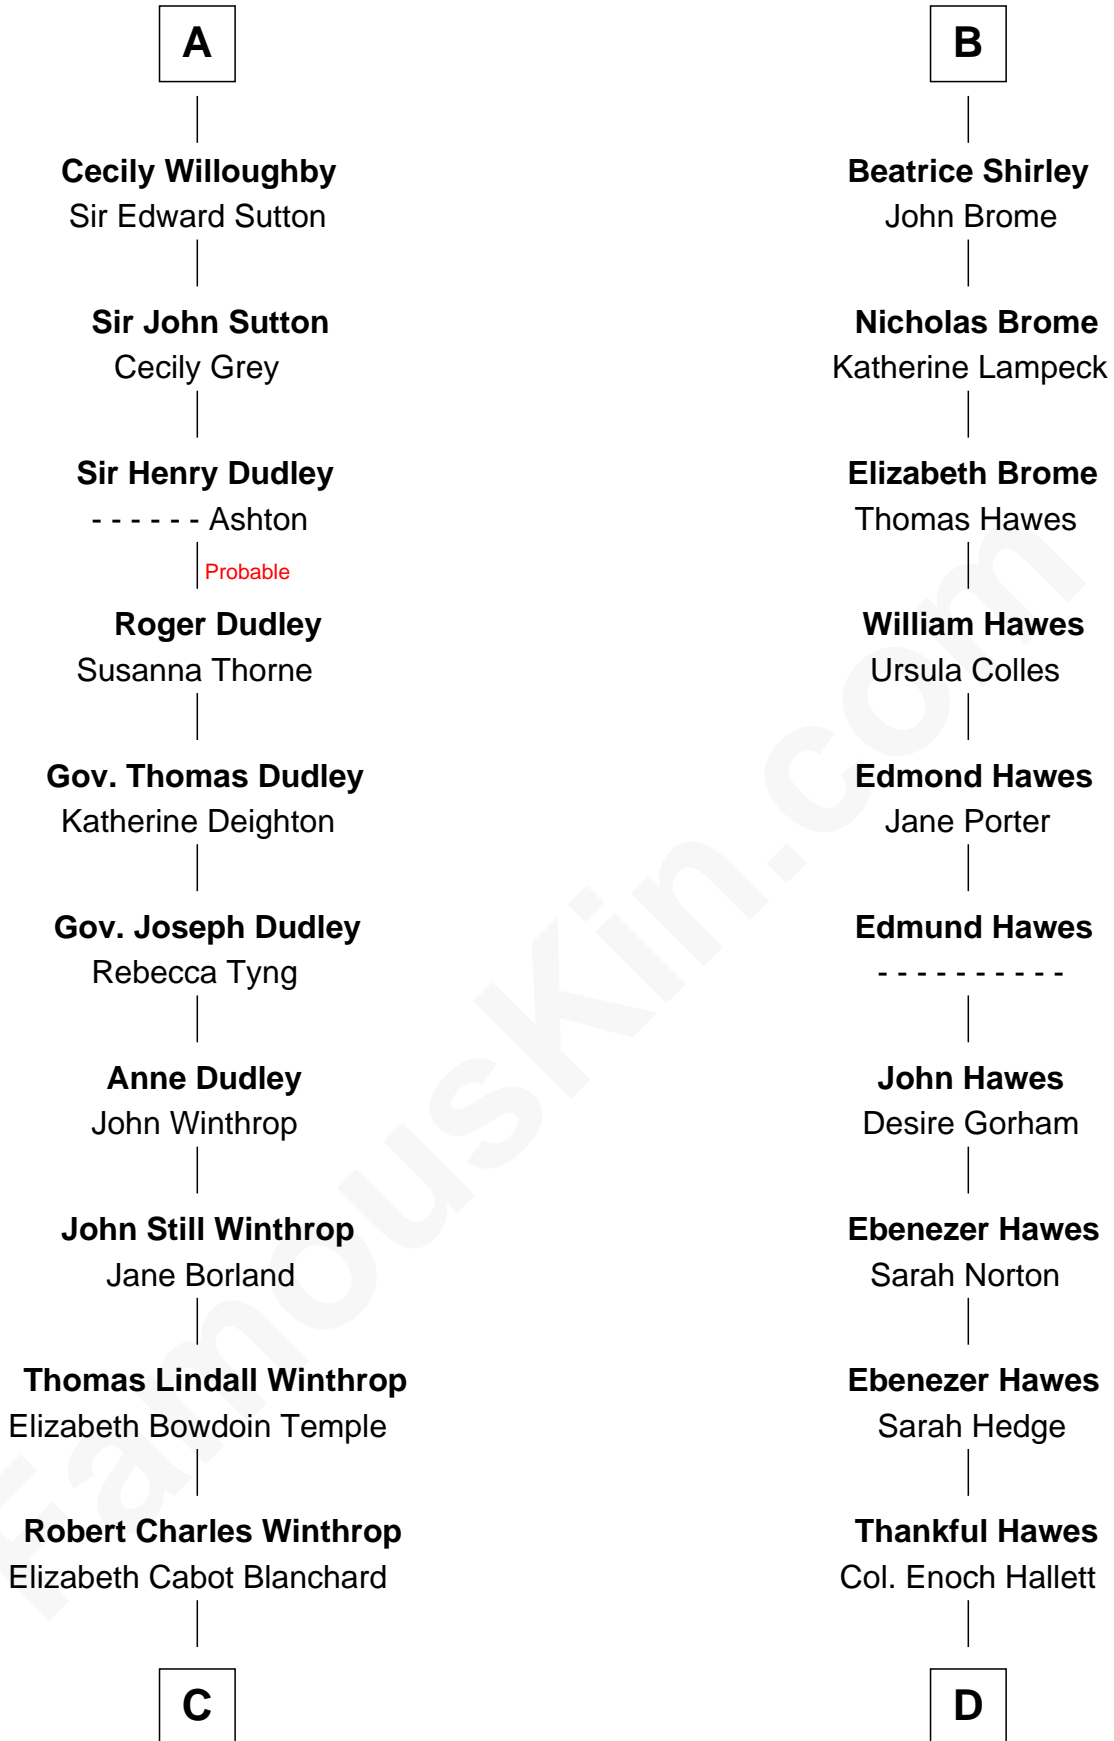 A
Cecily Willoughby
Sir Edward Sutton
Sir John Sutton
Cecily Grey
Sir Henry Dudley
- - - - - - Ashton
Probable
Roger Dudley
Susanna Thorne
Gov. Thomas Dudley
Katherine Deighton
Gov. Joseph Dudley
Rebecca Tyng
Anne Dudley
John Winthrop
John Still Winthrop
Jane Borland
Thomas Lindall Winthrop
Elizabeth Bowdoin Temple
Robert Charles Winthrop
Elizabeth Cabot Blanchard
C
B
Beatrice Shirley
John Brome
Nicholas Brome
Katherine Lampeck
Elizabeth Brome
Thomas Hawes
William Hawes
Ursula Colles
Edmond Hawes
Jane Porter
Edmund Hawes
- - - - - - - - - -
John Hawes
Desire Gorham
Ebenezer Hawes
Sarah Norton
Ebenezer Hawes
Sarah Hedge
Thankful Hawes
Col. Enoch Hallett
D
FamousKin.com